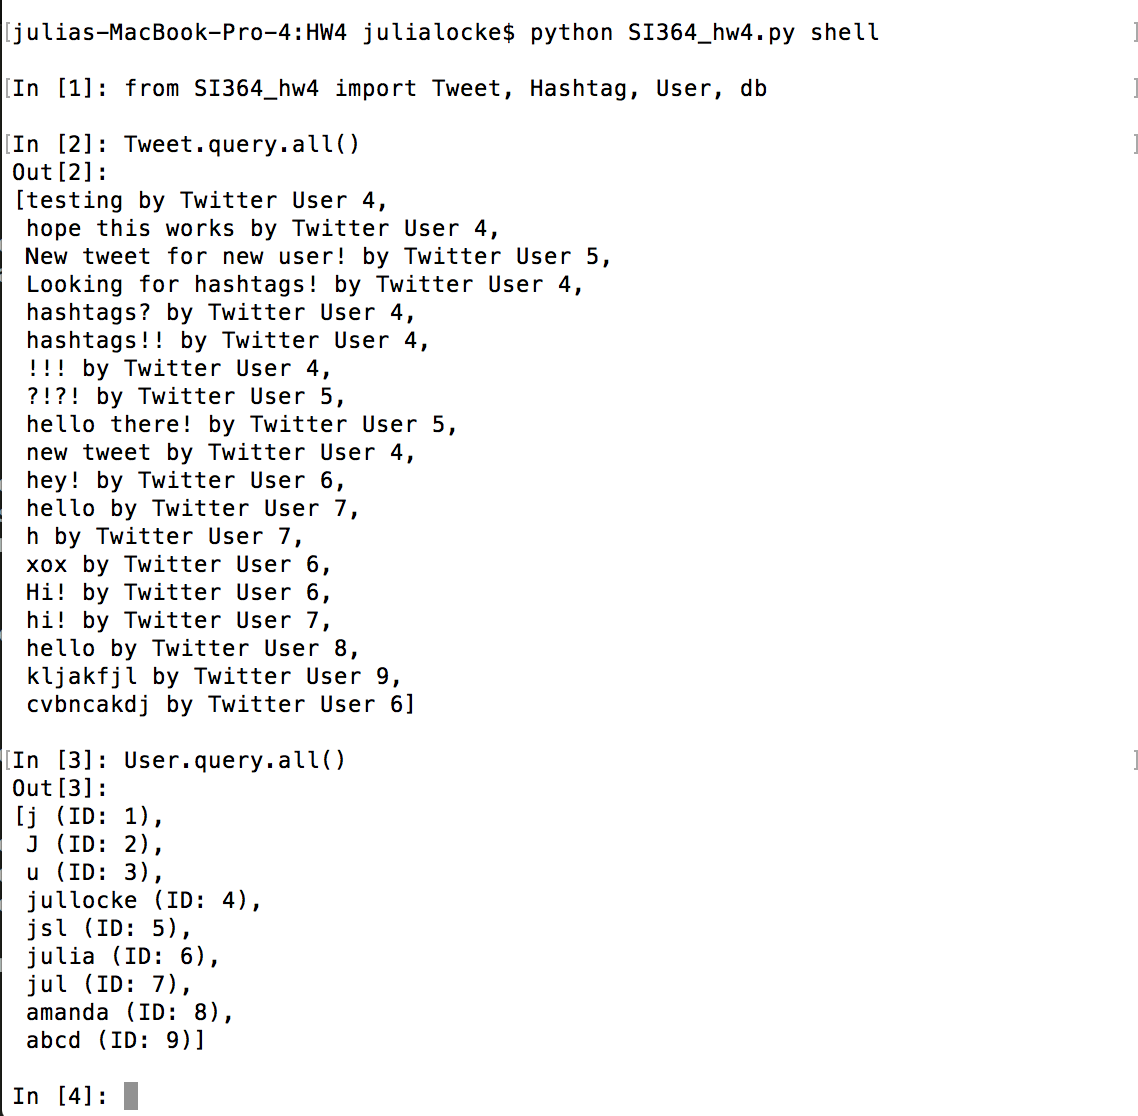 [julias-MacBook-Pro-4:HW4 julialocke$ python SI364_hw4.py shell ]
[In [1]: from SI364_hw4 import Tweet, Hashtag, User, db ]
[In [2]: Tweet.query.all() ]
Out[2]:
[testing by Twitter User 4,
 hope this works by Twitter User 4,
 New tweet for new user! by Twitter User 5,
 Looking for hashtags! by Twitter User 4,
 hashtags? by Twitter User 4,
 hashtags!! by Twitter User 4,
 !!! by Twitter User 4,
 ?!?! by Twitter User 5,
 hello there! by Twitter User 5,
 new tweet by Twitter User 4,
 hey! by Twitter User 6,
 hello by Twitter User 7,
 h by Twitter User 7,
 xox by Twitter User 6,
 Hi! by Twitter User 6,
 hi! by Twitter User 7,
 hello by Twitter User 8,
 kljakfjl by Twitter User 9,
 cvbncakdj by Twitter User 6]
[In [3]: User.query.all() ]
Out[3]:
[j (ID: 1),
 J (ID: 2),
 u (ID: 3),
 jullocke (ID: 4),
 jsl (ID: 5),
 julia (ID: 6),
 jul (ID: 7),
 amanda (ID: 8),
 abcd (ID: 9)]
In [4]: